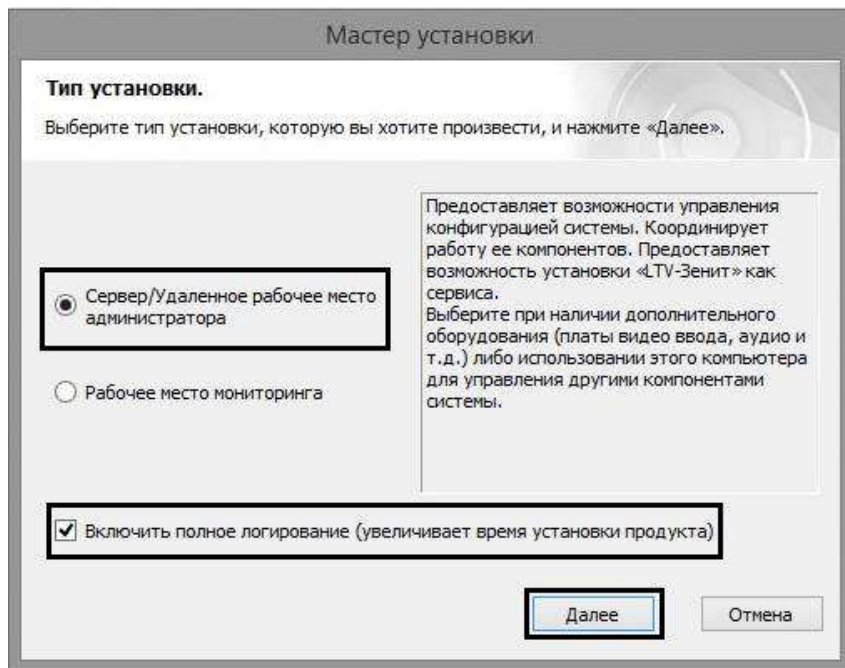 Мастер установки
Тип установки.
Выберите тип установки, которую вы хотите произвести, и нажмите «Далее».
Сервер/Удаленное рабочее место
администратора
Рабочее место мониторинга
Предоставляет возможности управления
конфигурацией системы. Координирует
работу ее компонентов. Предоставляет
возможность установки «LTV-Зенит» как
сервиса.
Выберите при наличии дополнительного
оборудования (платы видео ввода, аудио и
т.д.) либо использовании этого компьютера
для управления другими компонентами
системы.
Включить полное логирование (увеличивает время установки продукта)
Далее
Отмена